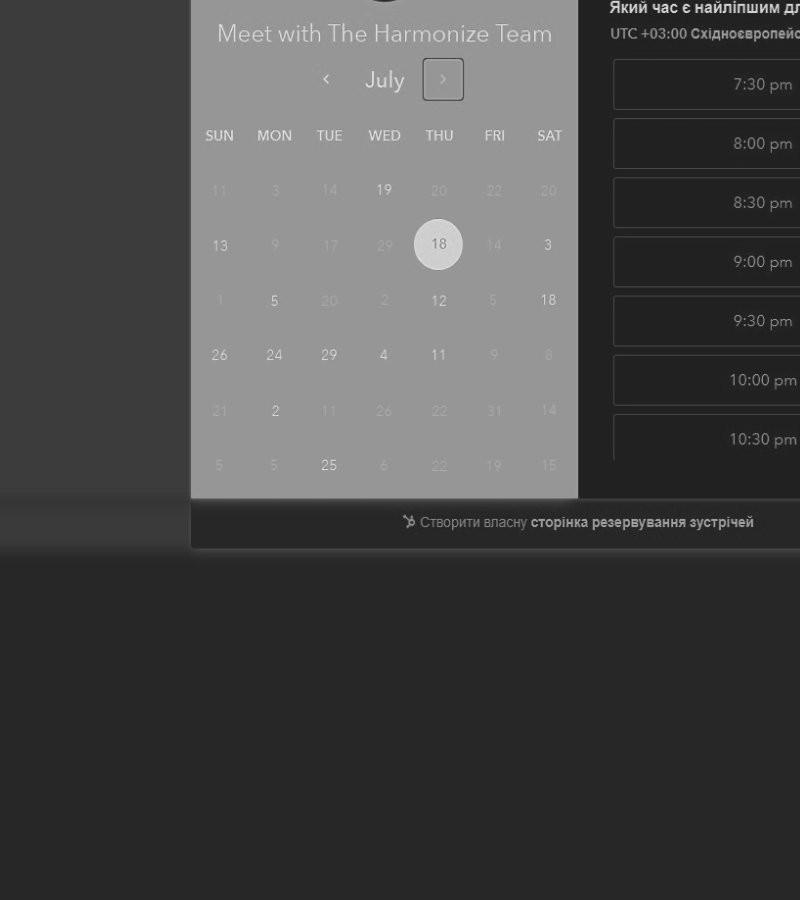 Meet with The Harmonize Team
July
SUN MON TUE WED THU FRI SAT
11 3 14 19 20 22 20
13 9 17 29 18 14 3
1 5 20 2 12 5 18
26 24 29 4 11 9 8
21 2 11 26 22 31 14
5 5 25 6 22 19 15
Який час є найліпшим
UTC +03:00
7:30 pm
8:00 pm
8:30 pm
9:00 pm
9:30 pm
10:00 pm
10:30 pm
Створити власну сторінка резервування зустрічей